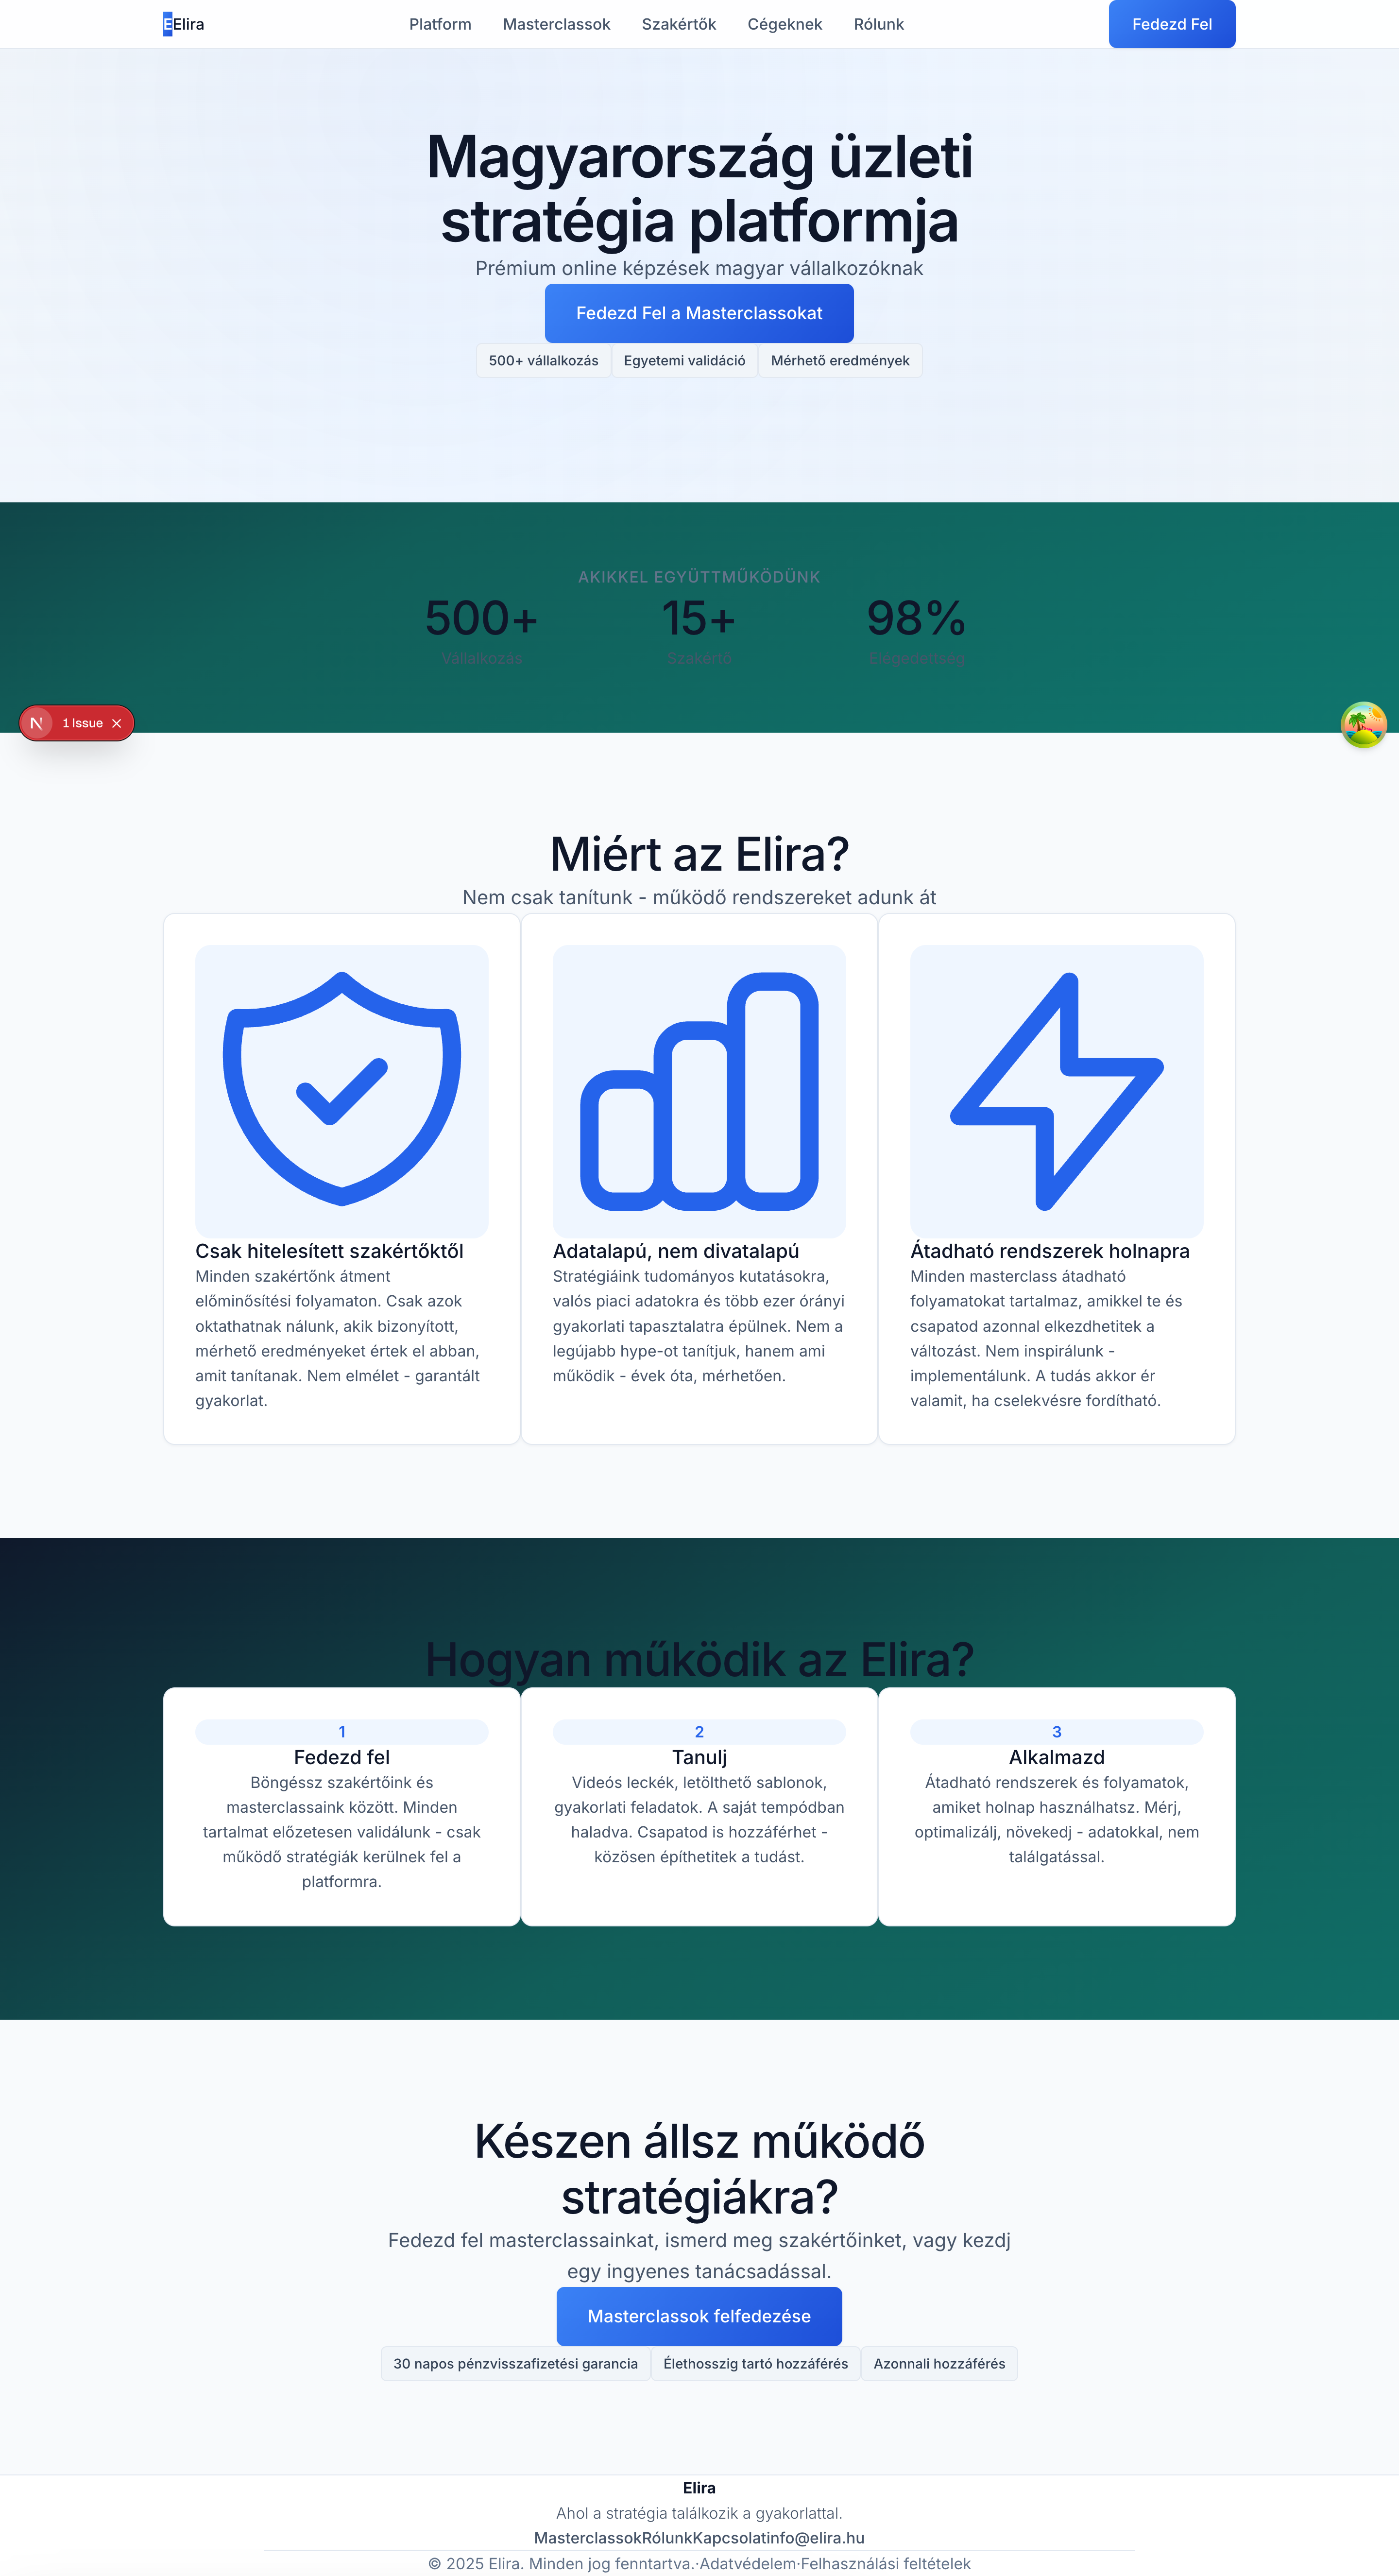 E Elira
Platform Masterclassok Szakértők Cégeknek Rólunk
Fedezd Fel
Magyarország üzleti
stratégia platformja
Prémium online képzések magyar vállalkozóknak
Fedezd Fel a Masterclassokat
500+ vállalkozás Egyetemi validáció Mérhető eredmények
AKIKKEL EGYÜTTMŰKÖDÜNK
500+ 15+ 98%
Vállalkozás Szakértő Elégedettség
N 1 Issue
Miért az Elira?
Nem csak tanítunk - működő rendszereket adunk át
Csak hitelesített szakértőktől
Minden szakértőnk átment
előminősítési folyamaton. Csak azok
oktathatnak nálunk, akik bizonyított,
mérhető eredményeket értek el abban,
amit tanítanak. Nem elmélet - garantált
gyakorlat.
Adatalapú, nem divatalapú
Stratégiáink tudományos kutatásokra,
valós piaci adatokra és több ezer órányi
gyakorlati tapasztalatra épülnek. Nem a
legújabb hype-ot tanítjuk, hanem ami
működik - évek óta, mérhetően.
Átadható rendszerek holnapra
Minden masterclass átadható
folyamatokat tartalmaz, amikkel te és
csapatod azonnal elkezdhetitek a
változást. Nem inspirálunk -
implementálunk. A tudás akkor ér
valamit, ha cselekvésre fordítható.
Hogyan működik az Elira?
1
Fedezd fel
Böngéssz szakértőink és
masterclassaink között. Minden
tartalmat előzetesen validálunk - csak
működő stratégiák kerülnek fel a
platformra.
2
Tanulj
Videós leckék, letölthető sablonok,
gyakorlati feladatok. A saját tempódban
haladva. Csapatod is hozzáférhet -
közösen építhetitek a tudást.
3
Alkalmazd
Átadható rendszerek és folyamatok,
amiket holnap használhatsz. Mérj,
optimalizálj, növekedj - adatokkal, nem
találgatással.
Készen állsz működő
stratégiákra?
Fedezd fel masterclassainkat, ismerd meg szakértőinket, vagy kezdj
egy ingyenes tanácsadással.
Masterclassok felfedezése
30 napos pénzvisszafizetési garancia Élethosszig tartó hozzáférés Azonnali hozzáférés
Elira
Ahol a stratégia találkozik a gyakorlattal.
MasterclassokRólunkKapcsolatinfo@elira.hu
© 2025 Elira. Minden jog fenntartva.·Adatvédelem·Felhasználási feltételek